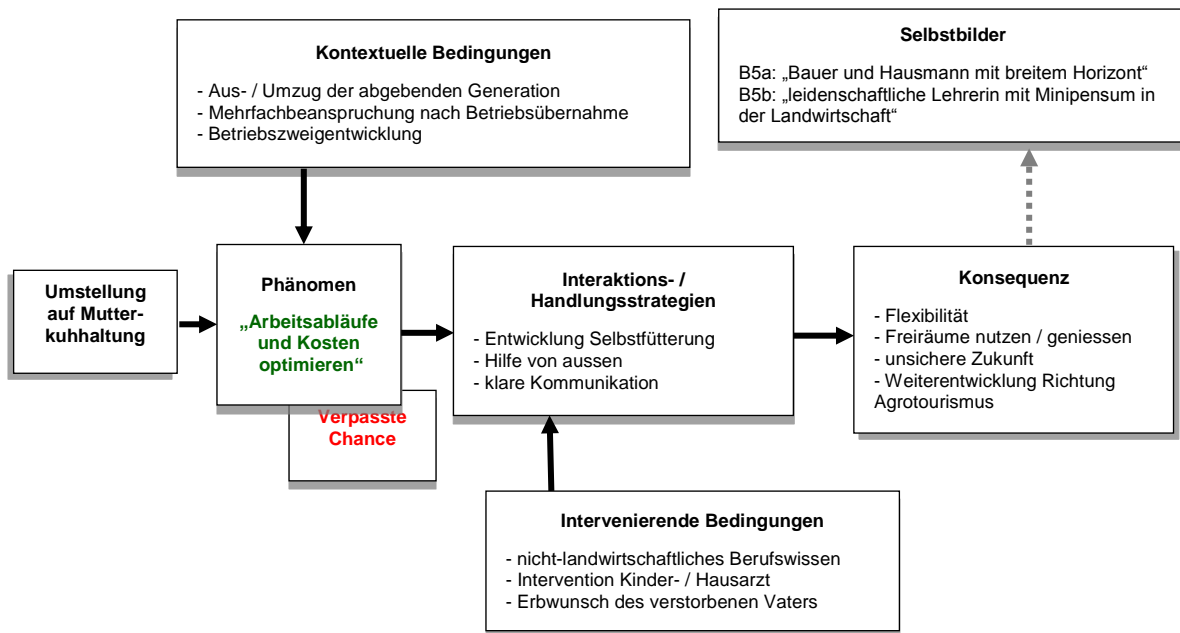 Kontextuelle Bedingungen
- Aus- / Umzug der abgebenden Generation
- Mehrfachbeanspruchung nach Betriebsübernahme
- Betriebszweigentwicklung
Selbstbilder
B5a: „Bauer und Hausmann mit breitem Horizont“
B5b: „leidenschaftliche Lehrerin mit Minipensum in
der Landwirtschaft“
Umstellung
auf Mutter-
kuhhaltung
Phänomen
„Arbeitsabläufe
und Kosten
optimieren“
Verpasste
Chance
Interaktions- /
Handlungsstrategien
- Entwicklung Selbstfütterung
- Hilfe von aussen
- klare Kommunikation
Konsequenz
- Flexibilität
- Freiräume nutzen / geniessen
- unsichere Zukunft
- Weiterentwicklung Richtung
Agrotourismus
Intervenierende Bedingungen
- nicht-landwirtschaftliches Berufswissen
- Intervention Kinder- / Hausarzt
- Erbwunsch des verstorbenen Vaters